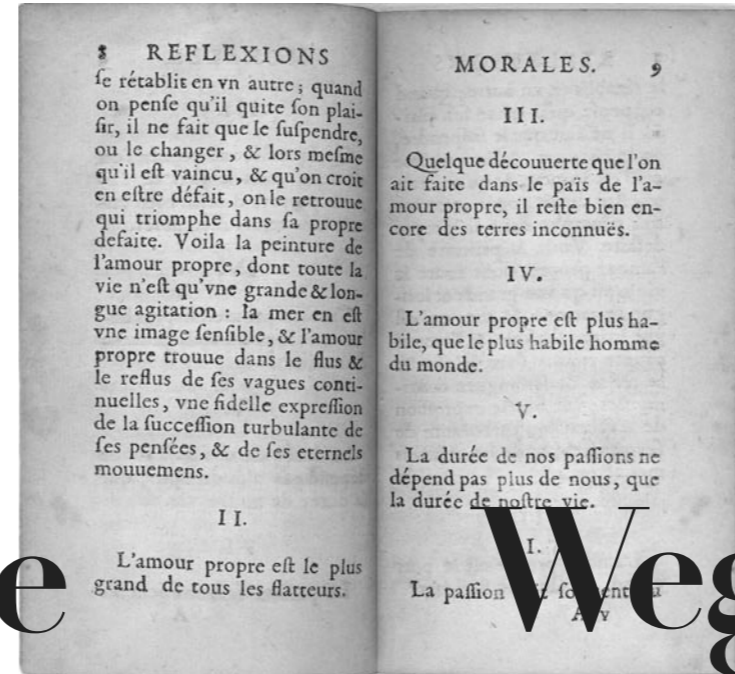 8 REFLEXIONS
ſe rétablit en vn autre; quand
on penſe qu'il quite ſon plai-
ſir, il ne fait que le ſuſpendre,
ou le changer, & lors meſme
qu'il eſt vaincu, & qu'on croit
en eſtre défait, on le retrouue
qui triomphe dans ſa propre
defaite. Voila la peinture de
l'amour propre, dont toute la
vie n'eſt qu'vne grande & lon-
gue agitation : la mer en eſt
vne image ſenſible, & l'amour
propre trouue dans le flus &
le reflus de ſes vagues conti-
nuelles, vne fidelle expreſſion
de la ſucceſſion turbulante de
ſes penſées, & de ſes eternels
mouuemens.
II.
L'amour propre eſt le plus
grand de tous les flatteurs.
MORALES. 9
III.
Quelque découuerte que l'on
ait faite dans le païs de l'a-
mour propre, il reſte bien en-
core des terres inconnuës.
IV.
L'amour propre eſt plus ha-
bile, que le plus habile homme
du monde.
V.
La durée de nos paſſions ne
dépend pas plus de nous, que
la durée de noſtre vie.
I.
La paſſion
e Weg